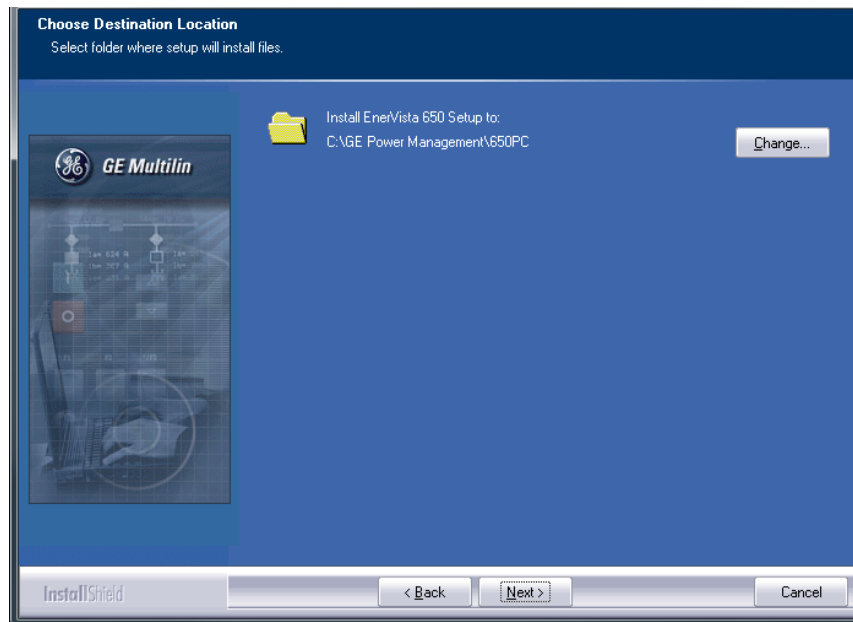 Choose Destination Location
Select folder where setup will install files.
Install EnerVista 650 Setup to:
C:\GE Power Management\650PC
Change...
GE Multilin
InstallShield
< Back
Next >
Cancel